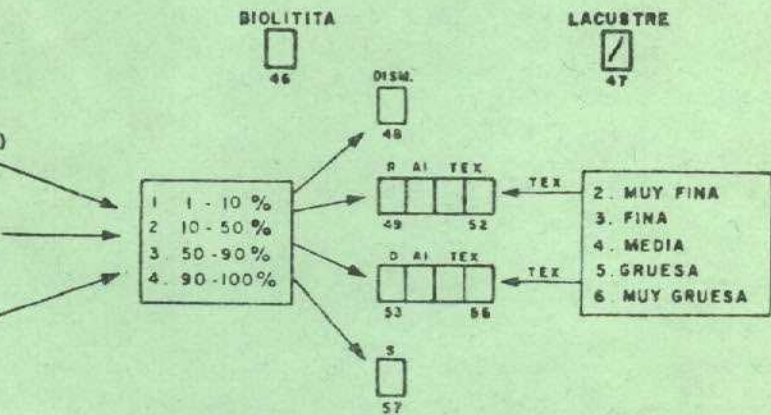 BIOLITITA LACUSTRE
/
46 47
DISM.
48
)
R AI TEX
TEX
49 52
1 1-10 %
2 10-50 %
3. 50-90%
4. 90-100%
2. MUY FINA
3. FINA
4. MEDIA
5. GRUESA
6. MUY GRUESA
D AI TEX
TEX
53 56
S
57